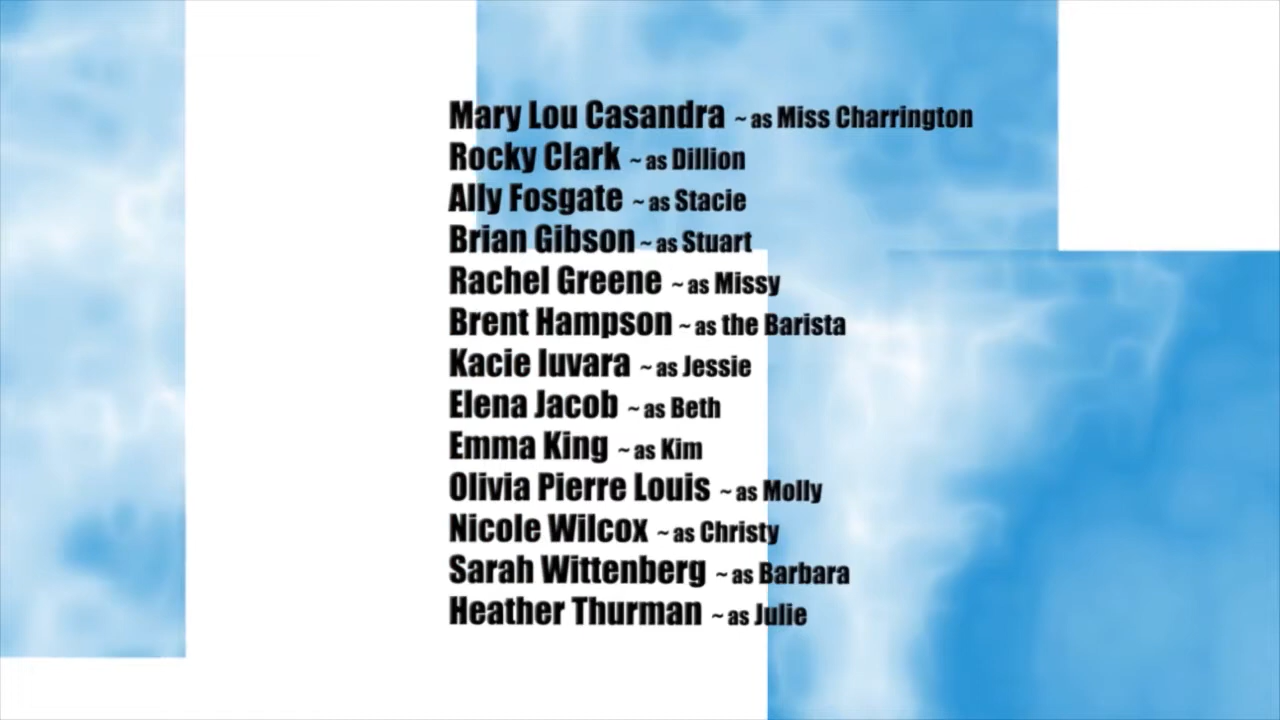 Mary Lou Casandra ~ as Miss Charrington
Rocky Clark ~ as Dillion
Ally Fosgate ~ as Stacie
Brian Gibson ~ as Stuart
Rachel Greene ~ as Missy
Brent Hampson ~ as the Barista
Kacie Iuvara ~ as Jessie
Elena Jacob ~ as Beth
Emma King ~ as Kim
Olivia Pierre Louis ~ as Molly
Nicole Wilcox ~ as Christy
Sarah Wittenberg ~ as Barbara
Heather Thurman ~ as Julie